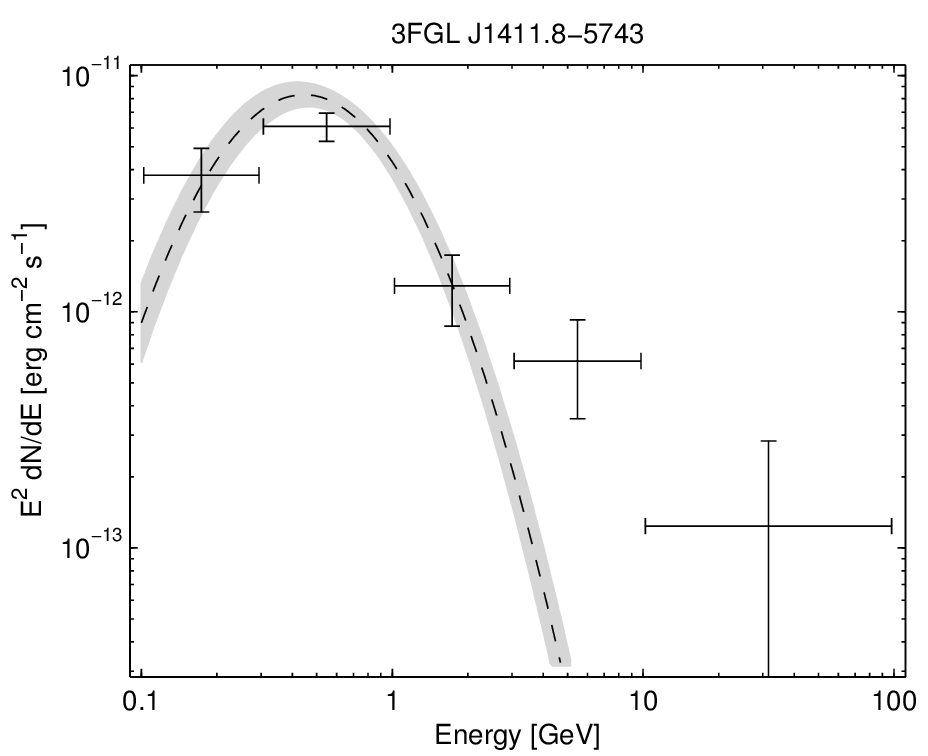 3FGL J1411.8−5743
10⁻¹¹
10⁻¹²
10⁻¹³
E² dN/dE [erg cm⁻² s⁻¹]
0.1 1 10 100
Energy [GeV]